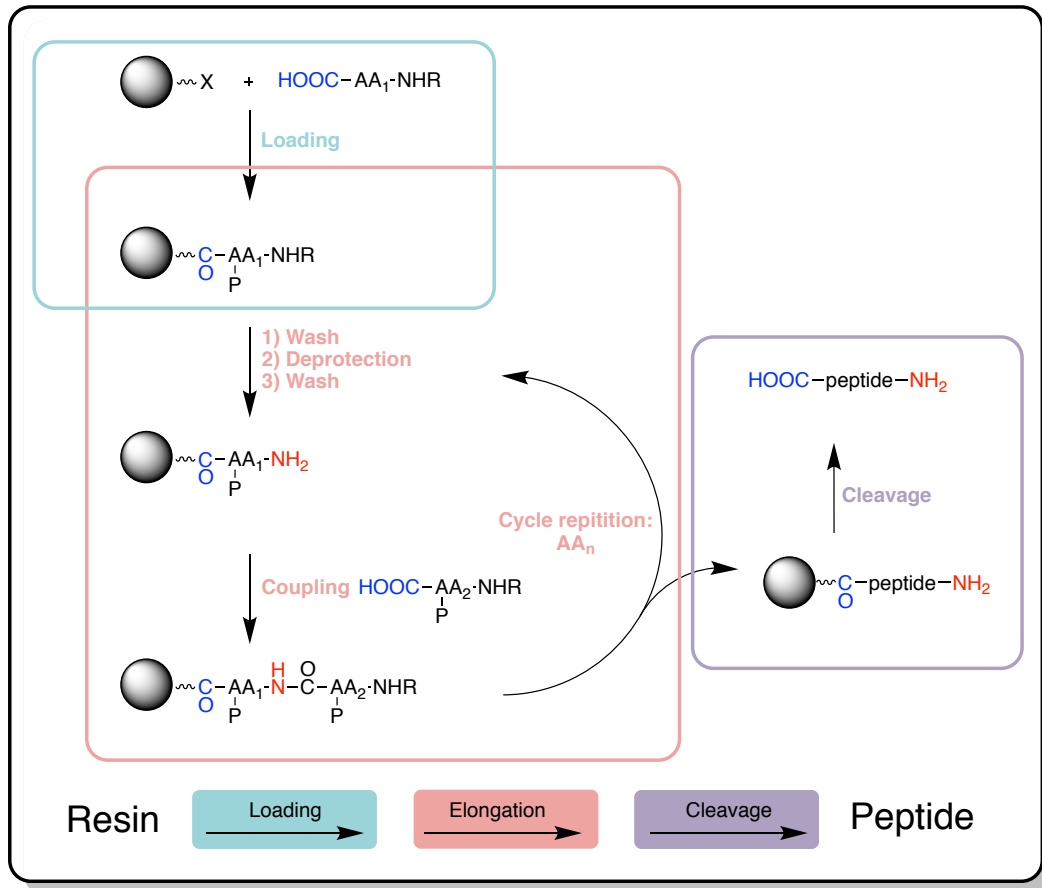 X + HOOC–AA₁-NHR
Loading
C–AA₁-NHR
O
P
1) Wash
2) Deprotection
3) Wash
C–AA₁-NH₂
O
P
Coupling HOOC–AA₂–NHR
P
H
O
C–AA₁-N–C–AA₂–NHR
O
P
P
Cycle repitition:
AAₙ
HOOC–peptide–NH₂
Cleavage
C–peptide–NH₂
O
Resin Loading Elongation Cleavage Peptide